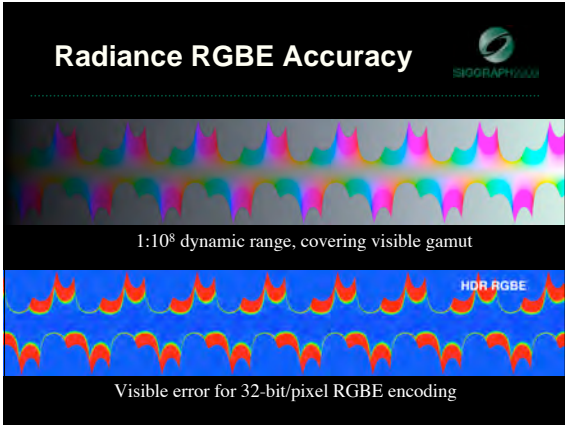 Radiance RGBE Accuracy
SIGGRAPH2003
1:10⁸ dynamic range, covering visible gamut
HDR RGBE
Visible error for 32-bit/pixel RGBE encoding